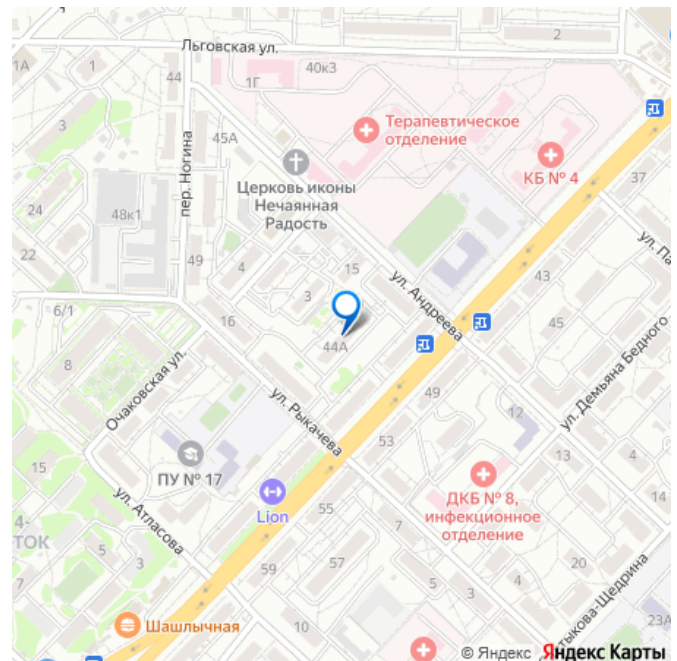 Льговская ул.
2
1А
1
44
1Г
40к3
Терапевтическое
отделение
3
45А
пер. Ногина
Церковь иконы
Нечаянная
Радость
КБ № 4
37
24
48к1
22
49
4
15
ул. Андреева
43
ул. Па
6/1
16
3
44А
45
8
Очаковская ул.
ул. Рыкачева
49
12
ул. Демьяна Бедного
53
13
15
ПУ № 17
Lion
ДКБ № 8,
инфекционное
отделение
14
ул. Атласова
55
7
4-
ТОК
5
3
7
59
57
5
3
4
20
тыкова-Щедрина
23А
Шашлычная
10
© Яндекс Яндекс Карты